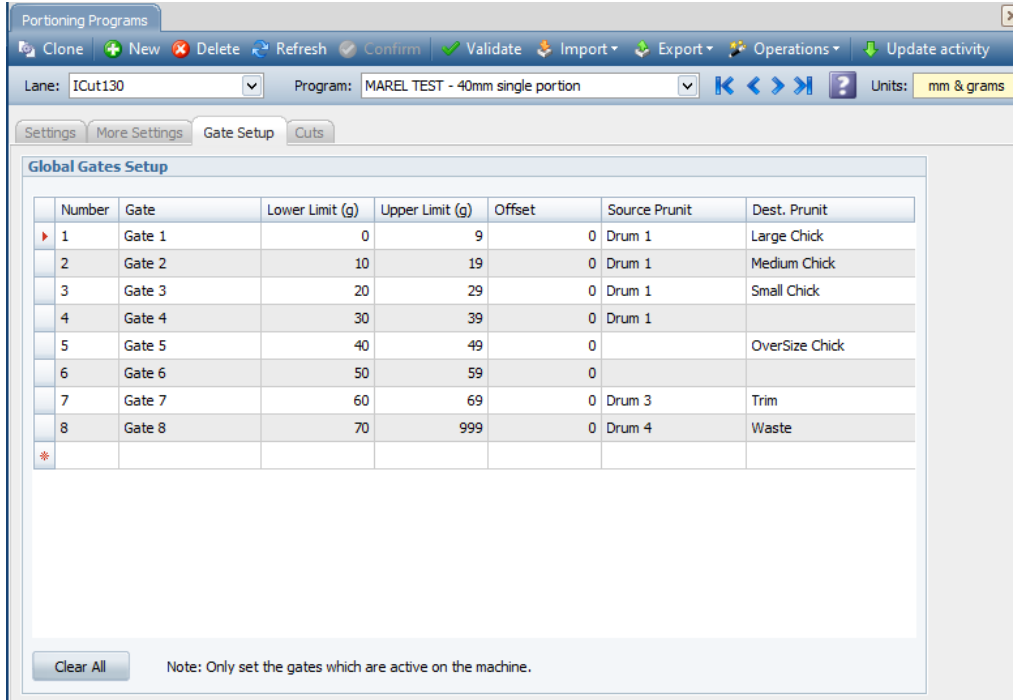 Portioning Programs
Clone New Delete Refresh Confirm Validate Import Export Operations Update activity
Lane: ICut130 Program: MAREL TEST - 40mm single portion ? Units: mm & grams
Settings More Settings Gate Setup Cuts
Global Gates Setup
Number Gate Lower Limit (g) Upper Limit (g) Offset Source Prunit Dest. Prunit
1 Gate 1 0 9 0 Drum 1 Large Chick
2 Gate 2 10 19 0 Drum 1 Medium Chick
3 Gate 3 20 29 0 Drum 1 Small Chick
4 Gate 4 30 39 0 Drum 1
5 Gate 5 40 49 0 OverSize Chick
6 Gate 6 50 59 0
7 Gate 7 60 69 0 Drum 3 Trim
8 Gate 8 70 999 0 Drum 4 Waste
Clear All Note: Only set the gates which are active on the machine.